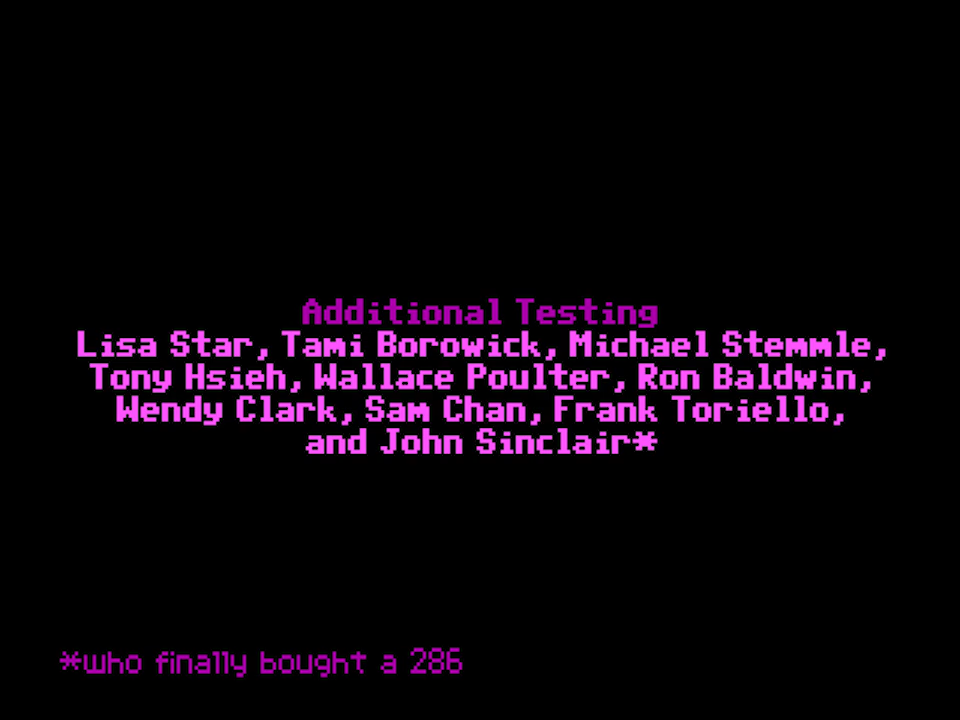 Additional Testing
Lisa Star, Tami Borowick, Michael Stemmle,
Tony Hsieh, Wallace Poulter, Ron Baldwin,
Wendy Clark, Sam Chan, Frank Toriello,
and John Sinclair*
*who finally bought a 286